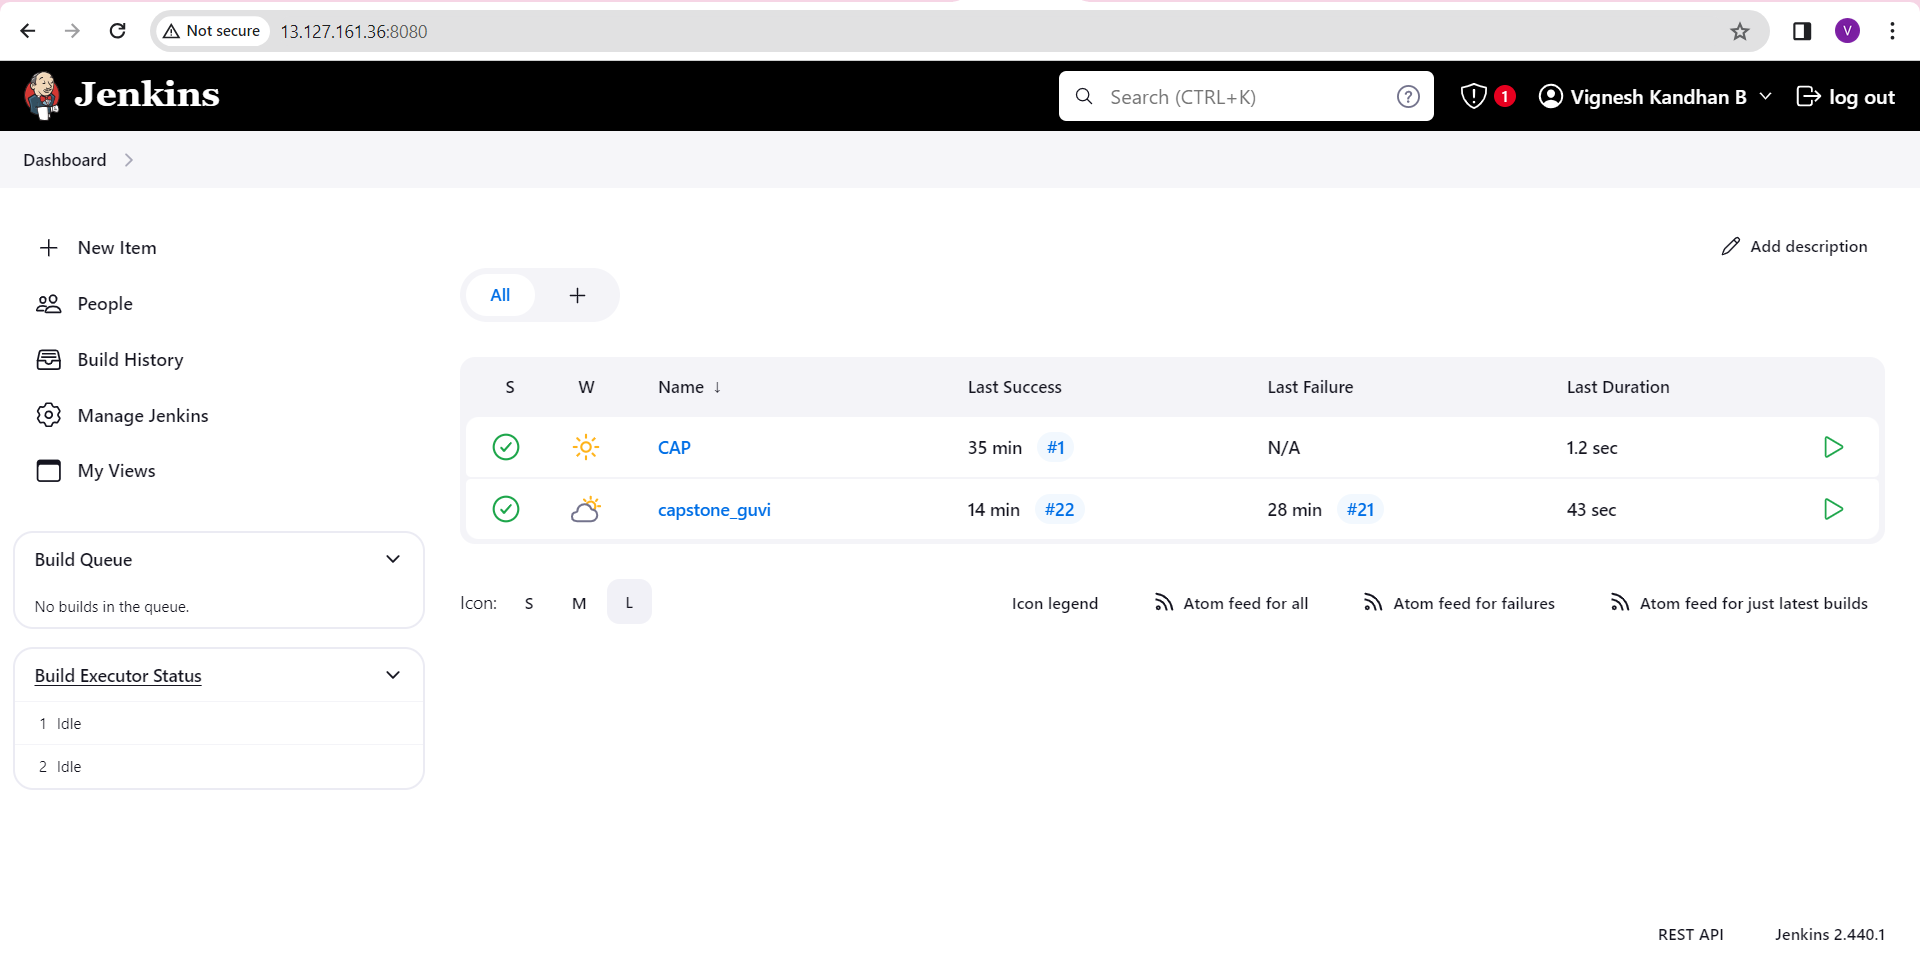 Not secure 13.127.161.36:8080 V
Jenkins Search (CTRL+K) ? 1 Vignesh Kandhan B log out
Dashboard
New Item
Add description
People
All +
Build History
Manage Jenkins
My Views
S W Name ↓ Last Success Last Failure Last Duration
CAP 35 min #1 N/A 1.2 sec
capstone_guvi 14 min #22 28 min #21 43 sec
Build Queue
No builds in the queue.
Icon: S M L Icon legend Atom feed for all Atom feed for failures Atom feed for just latest builds
Build Executor Status
1 Idle
2 Idle
REST API Jenkins 2.440.1